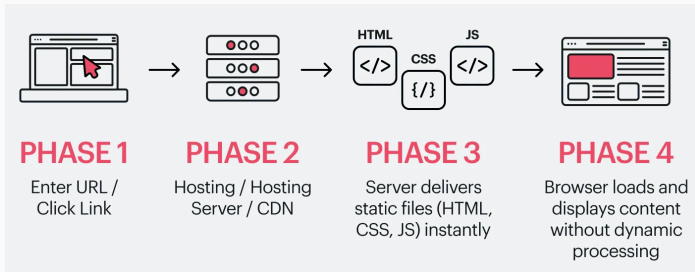 HTML
CSS
JS
</>
{/}
</>
PHASE 1
Enter URL /
Click Link
PHASE 2
Hosting / Hosting
Server / CDN
PHASE 3
Server delivers
static files (HTML,
CSS, JS) instantly
PHASE 4
Browser loads and
displays content
without dynamic
processing